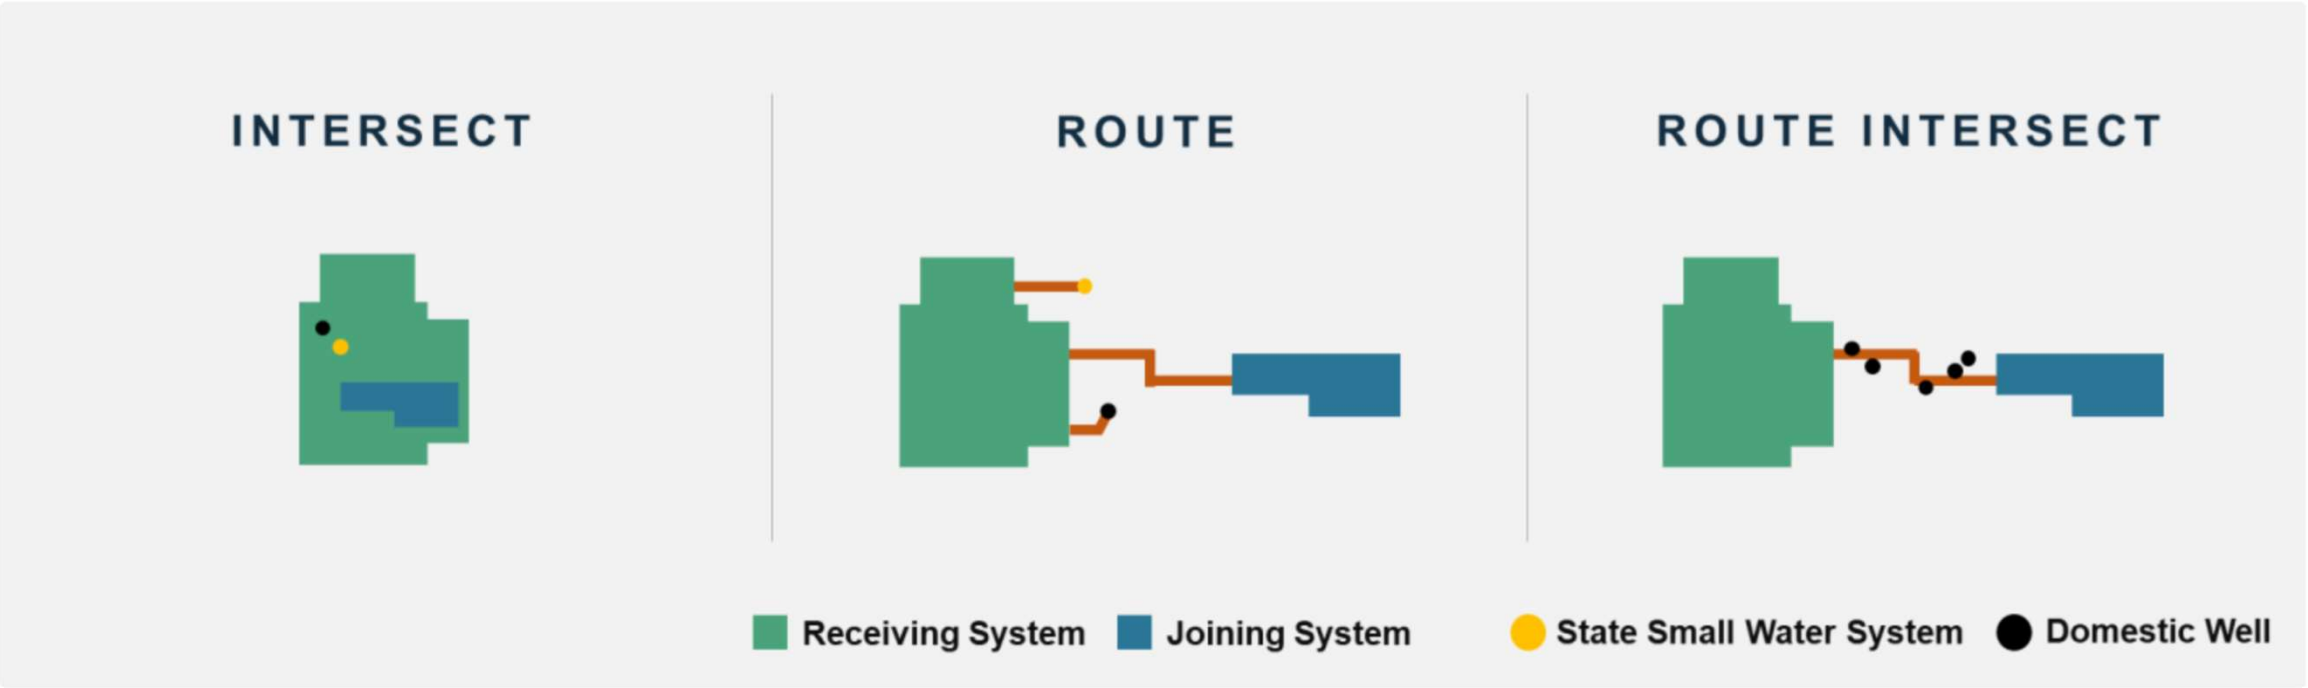 INTERSECT
ROUTE
ROUTE INTERSECT
Receiving System
Joining System
State Small Water System
Domestic Well